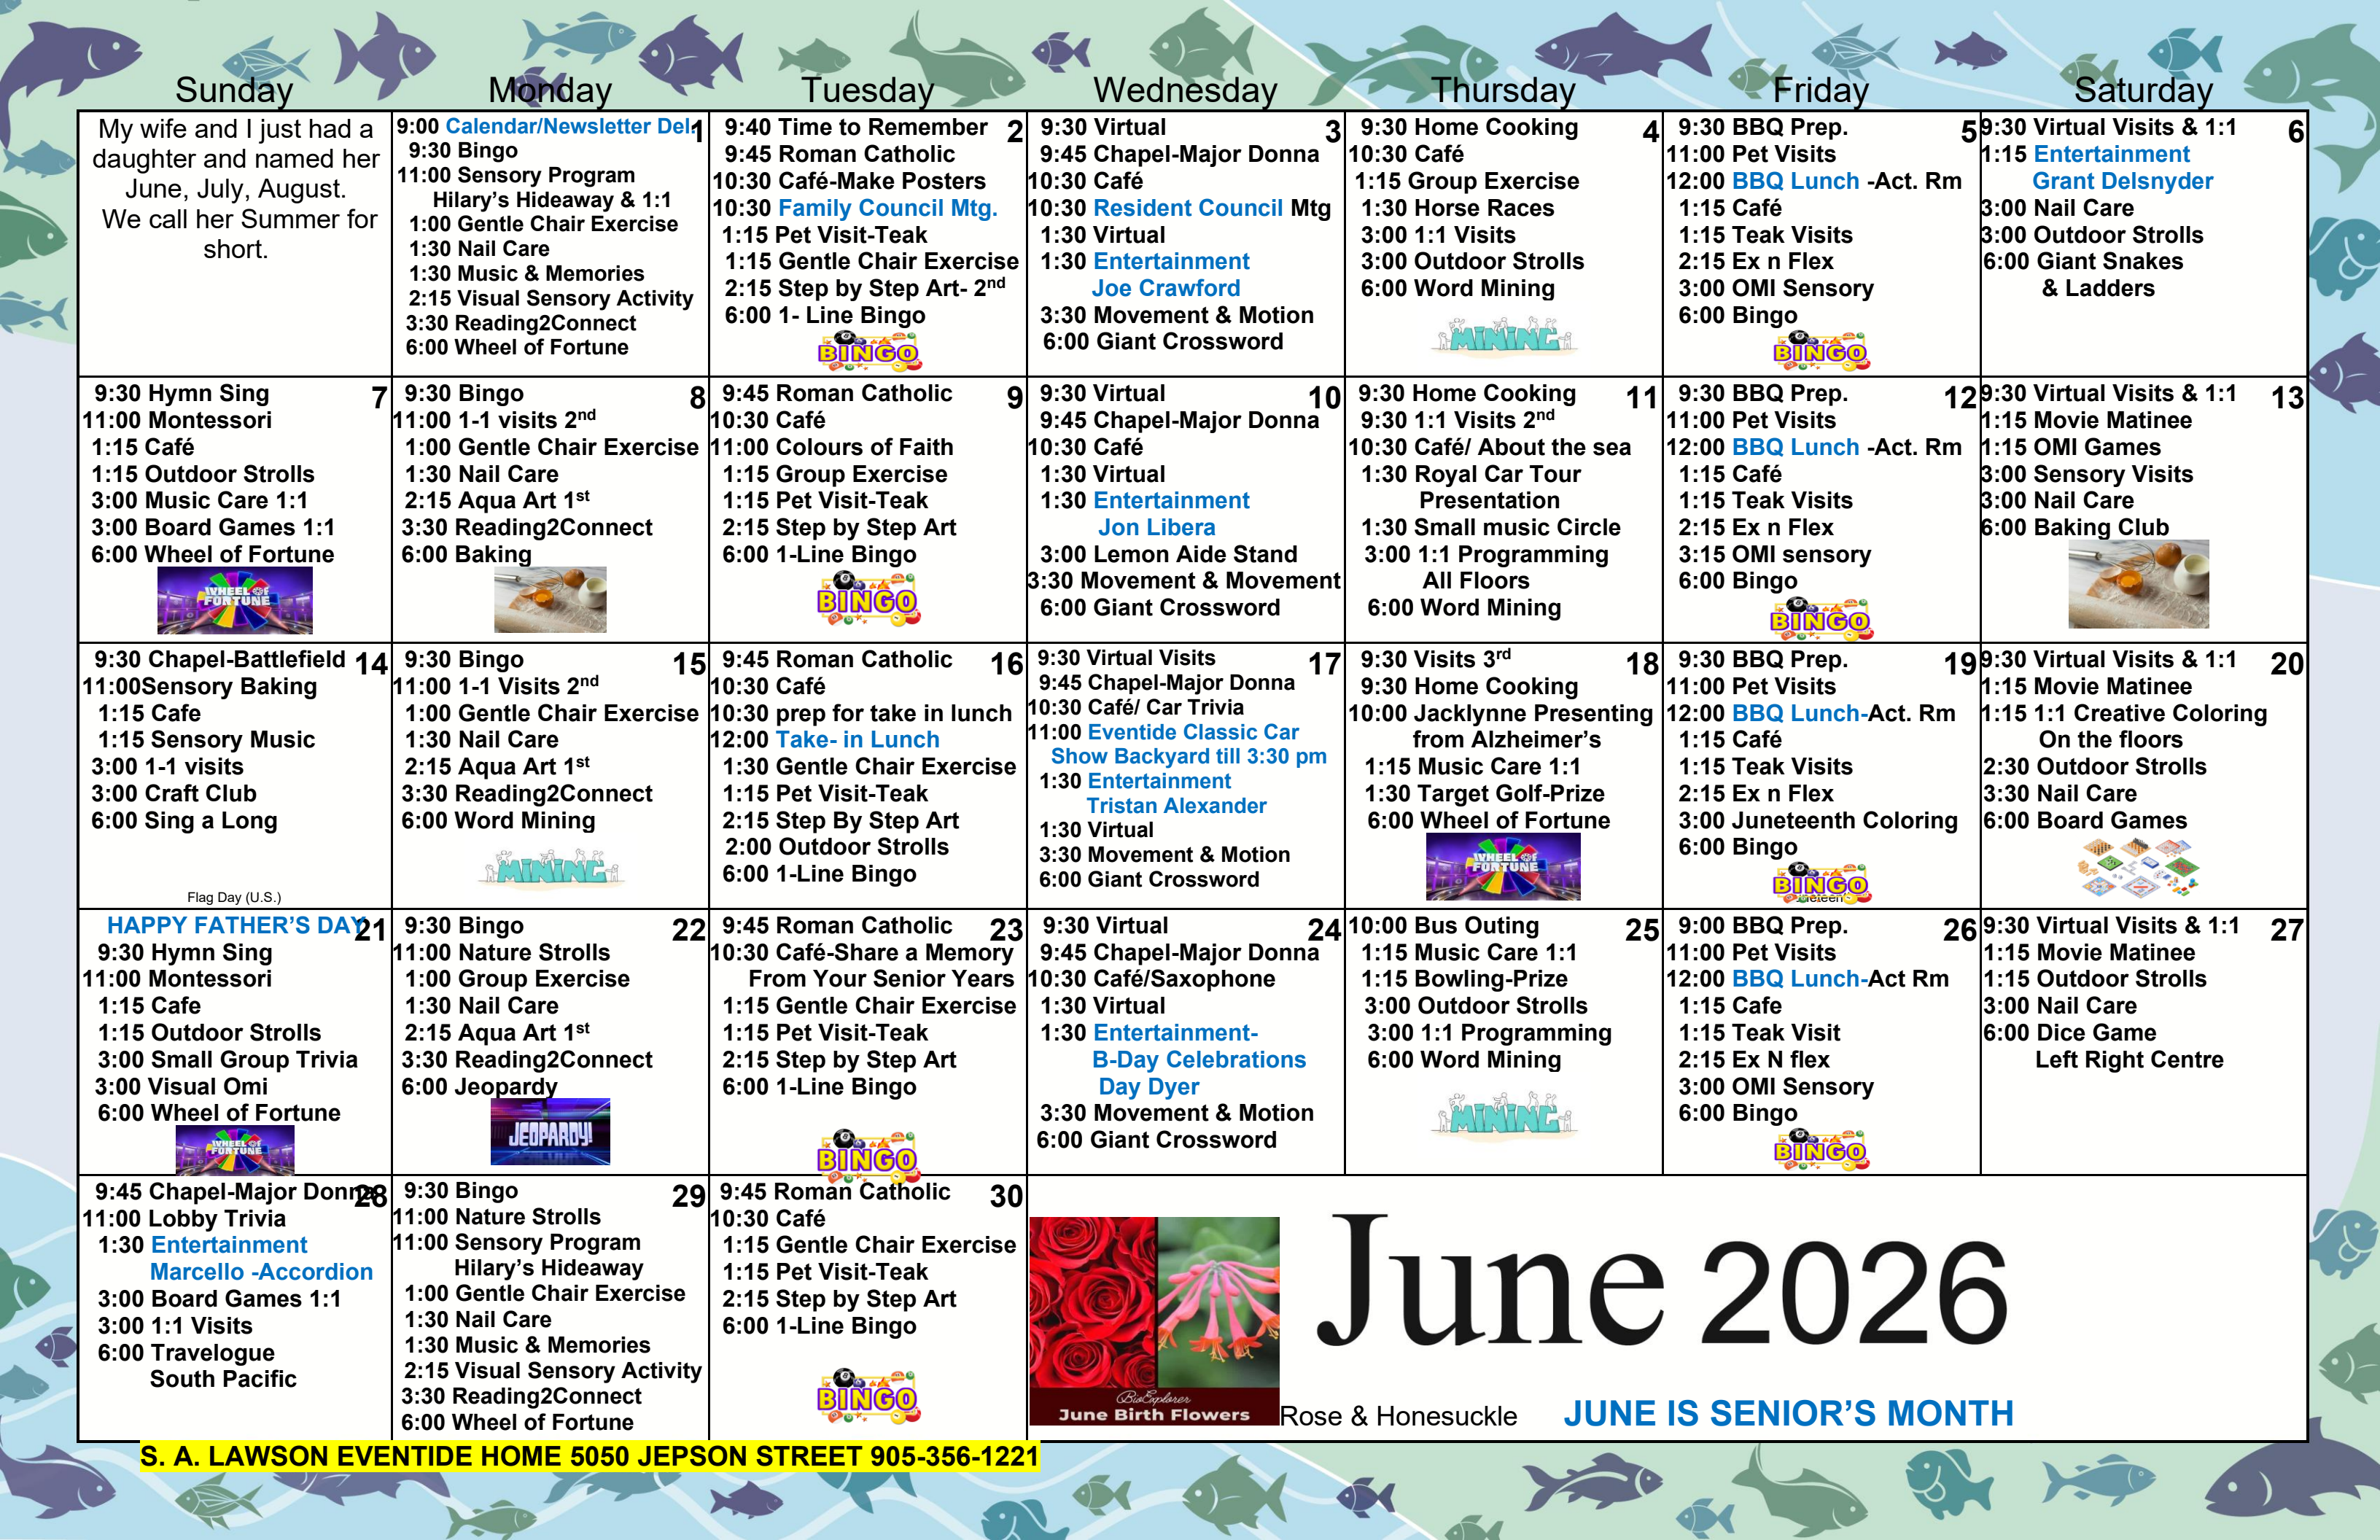 Sunday Monday Tuesday Wednesday Thursday Friday Saturday
My wife and I just had a
daughter and named her
June, July, August.
We call her Summer for
short.
1
9:00 Calendar/Newsletter Del.
9:30 Bingo
11:00 Sensory Program
Hilary's Hideaway & 1:1
1:00 Gentle Chair Exercise
1:30 Nail Care
1:30 Music & Memories
2:15 Visual Sensory Activity
3:30 Reading2Connect
6:00 Wheel of Fortune
2
9:40 Time to Remember
9:45 Roman Catholic
10:30 Café-Make Posters
10:30 Family Council Mtg.
1:15 Pet Visit-Teak
1:15 Gentle Chair Exercise
2:15 Step by Step Art- 2nd
6:00 1- Line Bingo
BINGO
3
9:30 Virtual
9:45 Chapel-Major Donna
10:30 Café
10:30 Resident Council Mtg
1:30 Virtual
1:30 Entertainment
Joe Crawford
3:30 Movement & Motion
6:00 Giant Crossword
4
9:30 Home Cooking
10:30 Café
1:15 Group Exercise
1:30 Horse Races
3:00 1:1 Visits
3:00 Outdoor Strolls
6:00 Word Mining
MINING
5
9:30 BBQ Prep.
11:00 Pet Visits
12:00 BBQ Lunch -Act. Rm
1:15 Café
1:15 Teak Visits
2:15 Ex n Flex
3:00 OMI Sensory
6:00 Bingo
BINGO
6
9:30 Virtual Visits & 1:1
1:15 Entertainment
Grant Delsnyder
3:00 Nail Care
3:00 Outdoor Strolls
6:00 Giant Snakes
& Ladders
7
9:30 Hymn Sing
11:00 Montessori
1:15 Café
1:15 Outdoor Strolls
3:00 Music Care 1:1
3:00 Board Games 1:1
6:00 Wheel of Fortune
WHEEL OF
FORTUNE
8
9:30 Bingo
11:00 1-1 visits 2nd
1:00 Gentle Chair Exercise
1:30 Nail Care
2:15 Aqua Art 1st
3:30 Reading2Connect
6:00 Baking
9
9:45 Roman Catholic
10:30 Café
11:00 Colours of Faith
1:15 Group Exercise
1:15 Pet Visit-Teak
2:15 Step by Step Art
6:00 1-Line Bingo
BINGO
10
9:30 Virtual
9:45 Chapel-Major Donna
10:30 Café
1:30 Virtual
1:30 Entertainment
Jon Libera
3:00 Lemon Aide Stand
3:30 Movement & Movement
6:00 Giant Crossword
11
9:30 Home Cooking
9:30 1:1 Visits 2nd
10:30 Café/ About the sea
1:30 Royal Car Tour
Presentation
1:30 Small music Circle
3:00 1:1 Programming
All Floors
6:00 Word Mining
12
9:30 BBQ Prep.
11:00 Pet Visits
12:00 BBQ Lunch -Act. Rm
1:15 Café
1:15 Teak Visits
2:15 Ex n Flex
3:15 OMI sensory
6:00 Bingo
BINGO
13
9:30 Virtual Visits & 1:1
1:15 Movie Matinee
1:15 OMI Games
3:00 Sensory Visits
3:00 Nail Care
6:00 Baking Club
14
9:30 Chapel-Battlefield
11:00Sensory Baking
1:15 Cafe
1:15 Sensory Music
3:00 1-1 visits
3:00 Craft Club
6:00 Sing a Long
Flag Day (U.S.)
15
9:30 Bingo
11:00 1-1 Visits 2nd
1:00 Gentle Chair Exercise
1:30 Nail Care
2:15 Aqua Art 1st
3:30 Reading2Connect
6:00 Word Mining
MINING
16
9:45 Roman Catholic
10:30 Café
10:30 prep for take in lunch
12:00 Take- in Lunch
1:30 Gentle Chair Exercise
1:15 Pet Visit-Teak
2:15 Step By Step Art
2:00 Outdoor Strolls
6:00 1-Line Bingo
17
9:30 Virtual Visits
9:45 Chapel-Major Donna
10:30 Café/ Car Trivia
11:00 Eventide Classic Car
Show Backyard till 3:30 pm
1:30 Entertainment
Tristan Alexander
1:30 Virtual
3:30 Movement & Motion
6:00 Giant Crossword
18
9:30 Visits 3rd
9:30 Home Cooking
10:00 Jacklynne Presenting
from Alzheimer's
1:15 Music Care 1:1
1:30 Target Golf-Prize
6:00 Wheel of Fortune
WHEEL OF
FORTUNE
19
9:30 BBQ Prep.
11:00 Pet Visits
12:00 BBQ Lunch-Act. Rm
1:15 Café
1:15 Teak Visits
2:15 Ex n Flex
3:00 Juneteenth Coloring
6:00 Bingo
BINGO
20
9:30 Virtual Visits & 1:1
1:15 Movie Matinee
1:15 1:1 Creative Coloring
On the floors
2:30 Outdoor Strolls
3:30 Nail Care
6:00 Board Games
21
HAPPY FATHER'S DAY
9:30 Hymn Sing
11:00 Montessori
1:15 Cafe
1:15 Outdoor Strolls
3:00 Small Group Trivia
3:00 Visual Omi
6:00 Wheel of Fortune
WHEEL OF
FORTUNE
22
9:30 Bingo
11:00 Nature Strolls
1:00 Group Exercise
1:30 Nail Care
2:15 Aqua Art 1st
3:30 Reading2Connect
6:00 Jeopardy
JEOPARDY!
23
9:45 Roman Catholic
10:30 Café-Share a Memory
From Your Senior Years
1:15 Gentle Chair Exercise
1:15 Pet Visit-Teak
2:15 Step by Step Art
6:00 1-Line Bingo
BINGO
24
9:30 Virtual
9:45 Chapel-Major Donna
10:30 Café/Saxophone
1:30 Virtual
1:30 Entertainment-
B-Day Celebrations
Day Dyer
3:30 Movement & Motion
6:00 Giant Crossword
25
10:00 Bus Outing
1:15 Music Care 1:1
1:15 Bowling-Prize
3:00 Outdoor Strolls
3:00 1:1 Programming
6:00 Word Mining
MINING
26
9:00 BBQ Prep.
11:00 Pet Visits
12:00 BBQ Lunch-Act Rm
1:15 Cafe
1:15 Teak Visit
2:15 Ex N flex
3:00 OMI Sensory
6:00 Bingo
BINGO
27
9:30 Virtual Visits & 1:1
1:15 Movie Matinee
1:15 Outdoor Strolls
3:00 Nail Care
6:00 Dice Game
Left Right Centre
28
9:45 Chapel-Major Donna
11:00 Lobby Trivia
1:30 Entertainment
Marcello -Accordion
3:00 Board Games 1:1
3:00 1:1 Visits
6:00 Travelogue
South Pacific
29
9:30 Bingo
11:00 Nature Strolls
11:00 Sensory Program
Hilary's Hideaway
1:00 Gentle Chair Exercise
1:30 Nail Care
1:30 Music & Memories
2:15 Visual Sensory Activity
3:30 Reading2Connect
6:00 Wheel of Fortune
30
9:45 Roman Catholic
10:30 Café
1:15 Gentle Chair Exercise
1:15 Pet Visit-Teak
2:15 Step by Step Art
6:00 1-Line Bingo
BINGO
June 2026
BioExplorer
June Birth Flowers
Rose & Honesuckle
JUNE IS SENIOR'S MONTH
S. A. LAWSON EVENTIDE HOME 5050 JEPSON STREET 905-356-1221